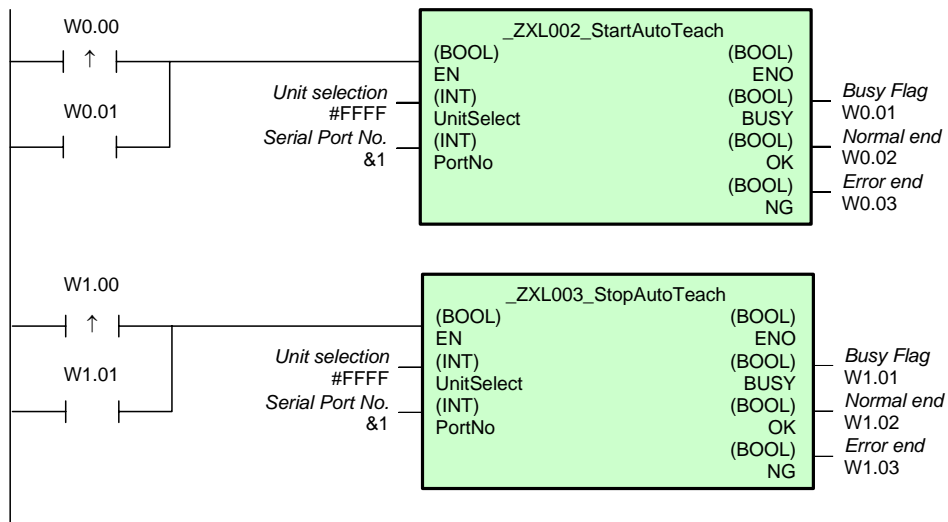 W0.00
↑
W0.01
_ZXL002_StartAutoTeach
(BOOL) (BOOL)
EN ENO
Unit selection (INT) (BOOL) Busy Flag
#FFFF UnitSelect BUSY W0.01
Serial Port No. (INT) (BOOL) Normal end
&1 PortNo OK W0.02
(BOOL) Error end
NG W0.03
W1.00
↑
W1.01
_ZXL003_StopAutoTeach
(BOOL) (BOOL)
EN ENO
Unit selection (INT) (BOOL) Busy Flag
#FFFF UnitSelect BUSY W1.01
Serial Port No. (INT) (BOOL) Normal end
&1 PortNo OK W1.02
(BOOL) Error end
NG W1.03